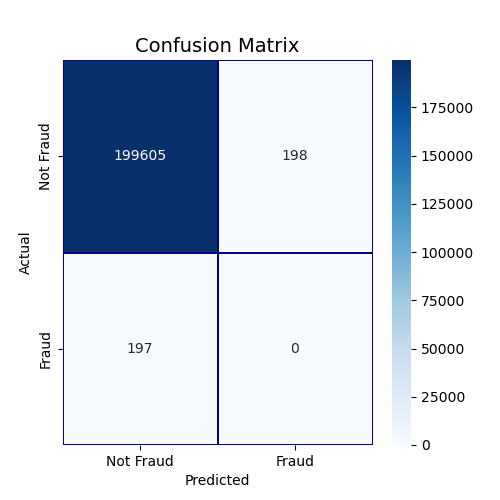 Confusion Matrix
Actual
Not Fraud
199605
198
Fraud
197
0
Not Fraud
Fraud
Predicted
175000
150000
125000
100000
75000
50000
25000
0